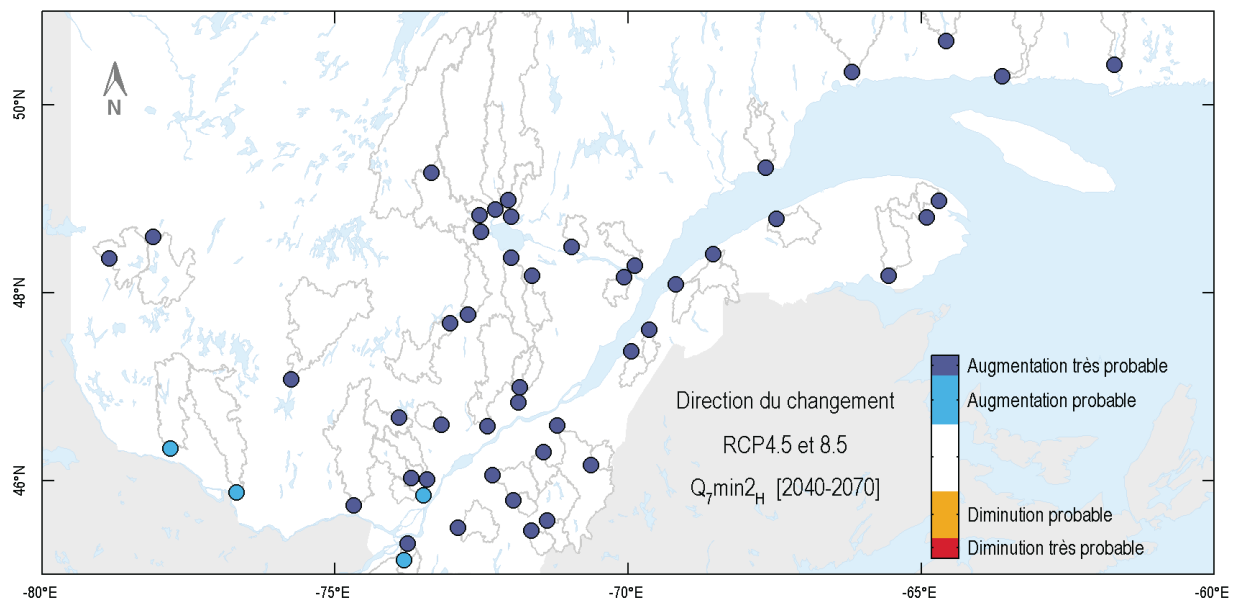 N
50°N
48°N
46°N
Direction du changement
RCP4.5 et 8.5
Q7min2H [2040-2070]
Augmentation très probable
Augmentation probable
Diminution probable
Diminution très probable
-80°E
-75°E
-70°E
-65°E
-60°E